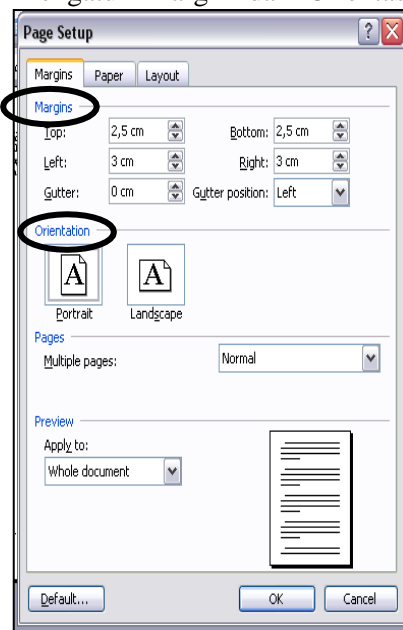 Page Setup
Margins Paper Layout
Margins
Top: 2,5 cm Bottom: 2,5 cm
Left: 3 cm Right: 3 cm
Gutter: 0 cm Gutter position: Left
Orientation
A A
Portrait Landscape
Pages
Multiple pages: Normal
Preview
Apply to:
Whole document
Default... OK Cancel